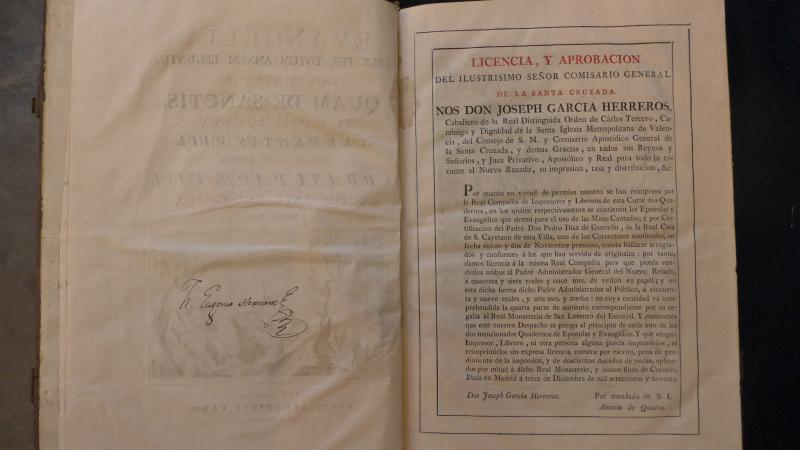 LICENCIA, Y APROBACION
DEL ILUSTRISIMO SEÑOR COMISARIO GENERAL
DE LA SANTA CRUZADA.
NOS DON JOSEPH GARCIA HERREROS,
Caballero de la Real Distinguida Orden de Cárlos Tercero, Ca-
nónigo y Dignidad de la Santa Iglesia Metropolitana de Valen-
cia, del Consejo de S. M. y Comisario Apostólico General de
la Santa Cruzada, y demas Gracias, en todos sus Reynos y
Señoríos, y Juez Privativo, Apostólico y Real para todo lo to-
cante al Nuevo Rezado, su impresion, tasa y distribucion, &c.
Por quanto en virtud de permiso nuestro se han reimpreso por
la Real Compañía de Impresores y Libreros de esta Corte dos Qua-
dernos, en los quales respectivamente se contienen las Epístolas y
Evangelios que sirven para el uso de las Misas Cantadas, y por Cer-
tificacion del Padre Don Pedro Diaz de Guereñu, de la Real Casa
de S. Cayetano de esta Villa, uno de los Correctores nombrados, su
fecha veinte y dos de Noviembre próximo, consta hallarse arregla-
dos y conformes á los que han servido de originales: por tanto,
damos licencia á la misma Real Compañía para que pueda ven-
derlos ambos al Padre Administrador General del Nuevo Rezado,
á quarenta y siete reales y once mrs. de vellon en papel; y en
esta dicha forma dicho Padre Administrador al Público, á cincuen-
ta y nueve reales, y seis mrs. y medio: en cuya cantidad va com-
prehendida la quarta parte de aumento correspondiente por su re-
galía al Real Monasterio de San Lorenzo del Escorial. Y mandamos
que este nuestro Despacho se ponga al principio de cada uno de los
dos mencionados Quadernos de Epístolas y Evangelios. Y que ningun
Impresor, Librero, ni otra persona alguna pueda imprimirlos, ni
reimprimirlos sin expresa licencia nuestra por escrito, pena de per-
dimiento de la impresion, y de doscientos ducados de multa, aplica-
dos por mitad á dicho Real Monasterio, y santos fines de Cruzada.
Dada en Madrid á trece de Diciembre de mil setecientos y noventa.
Don Joseph García Herreros.
Por mandado de S. I.
Antonio de Quadra.